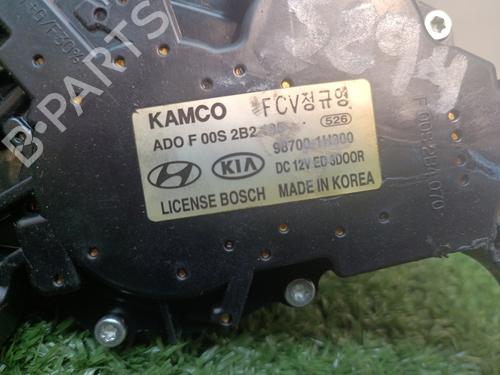 KAMCO FCV정규영
ADO F 00S 2B2 526
98700-1H300
KIA DC 12V ED 3DOOR
LICENSE BOSCH MADE IN KOREA
B-PARTS